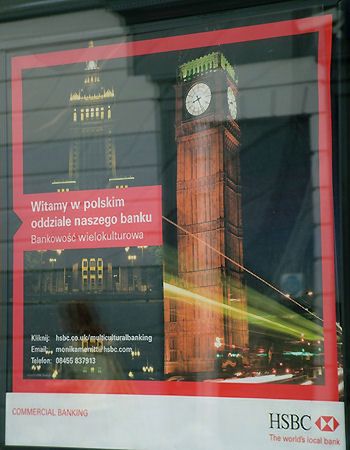 Witamy w polskim
oddziale naszego banku
Bankowość wielokulturowa
Kliknij: hsbc.co.uk/multiculturalbanking
Email:
Telefon: 08455 837913
COMMERCIAL BANKING
HSBC
The world's local bank